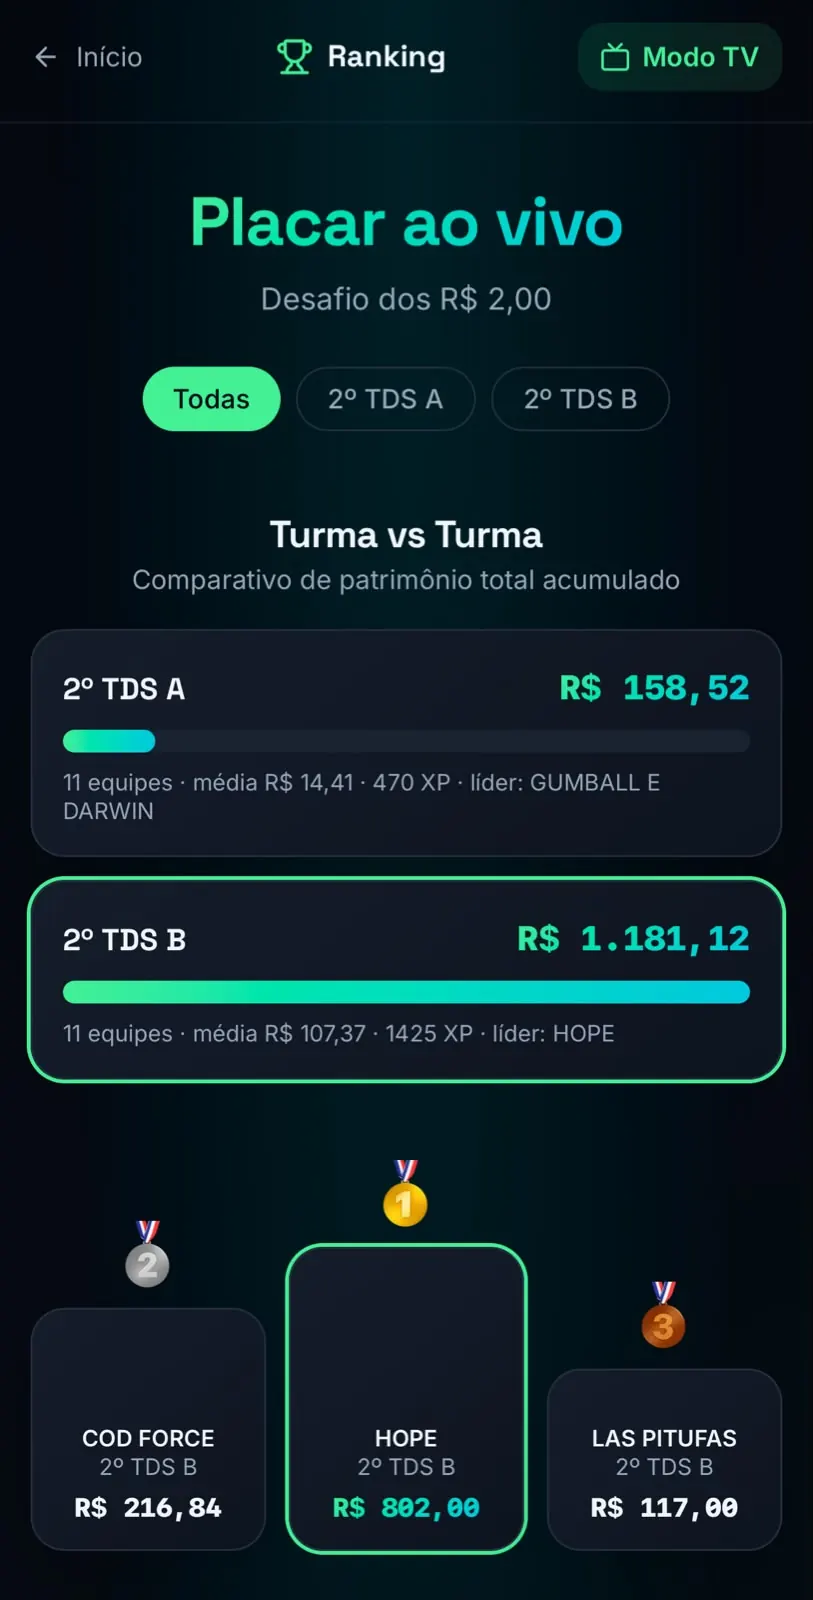 Início
Ranking
Modo TV
Placar ao vivo
Desafio dos R$ 2,00
Todas
2º TDS A
2º TDS B
Turma vs Turma
Comparativo de patrimônio total acumulado
2º TDS A
R$ 158,52
11 equipes · média R$ 14,41 · 470 XP · líder: GUMBALL E
DARWIN
2º TDS B
R$ 1.181,12
11 equipes · média R$ 107,37 · 1425 XP · líder: HOPE
2
COD FORCE
2º TDS B
R$ 216,84
1
HOPE
2º TDS B
R$ 802,00
3
LAS PITUFAS
2º TDS B
R$ 117,00